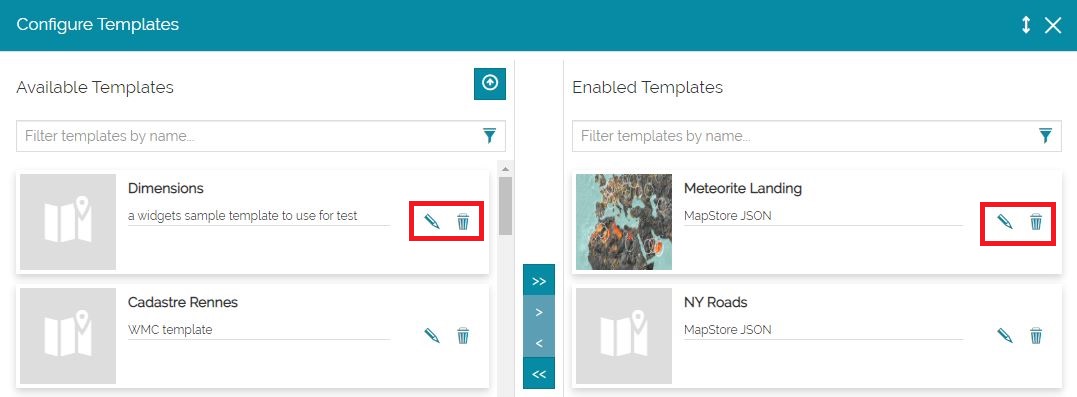 Configure Templates
Available Templates
Filter templates by name...
Dimensions
a widgets sample template to use for test
Cadastre Rennes
WMC template
>>
>
<
<<
Enabled Templates
Filter templates by name...
Meteorite Landing
MapStore JSON
NY Roads
MapStore JSON